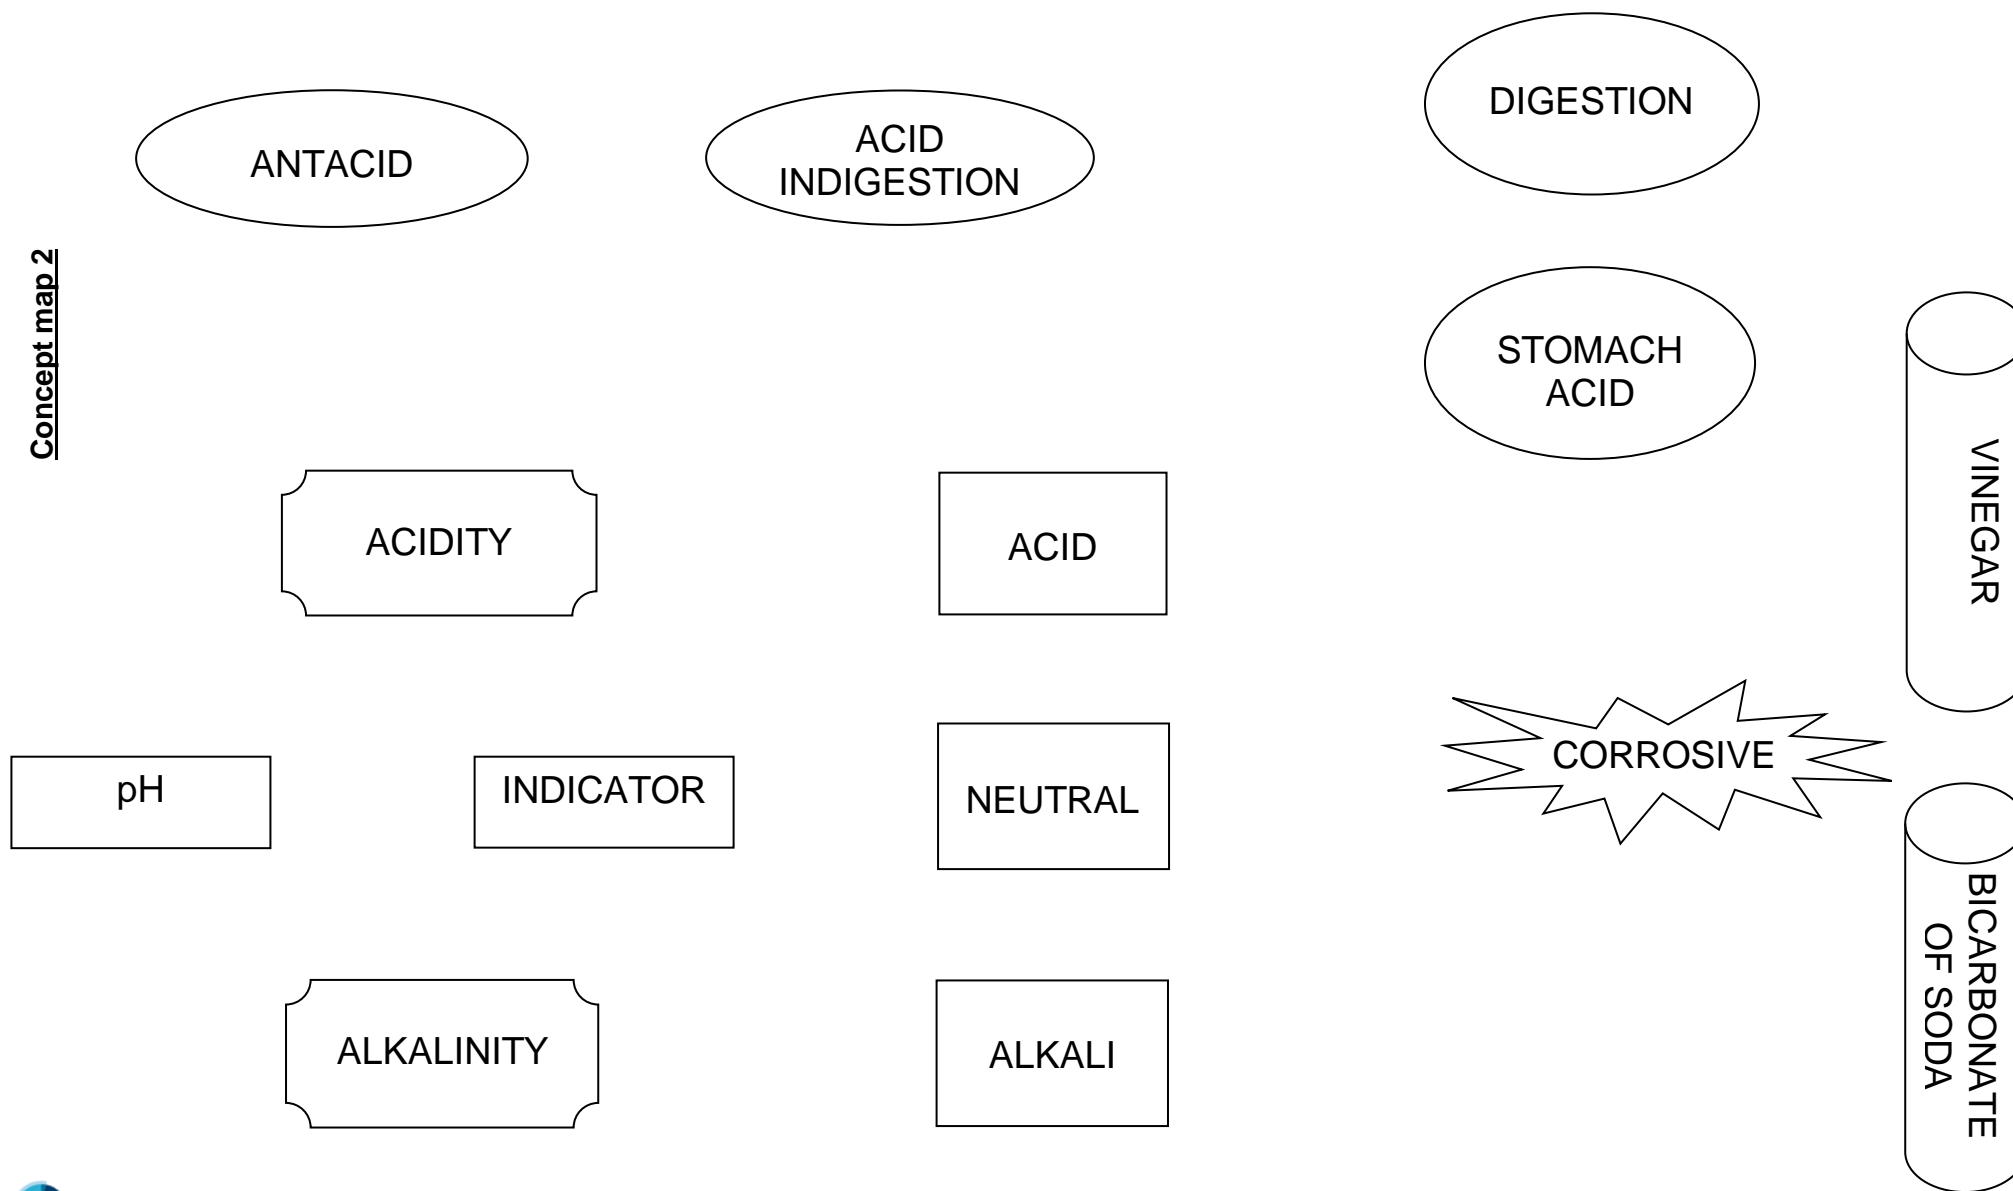 Concept map 2
ANTACID
ACID
INDIGESTION
DIGESTION
STOMACH
ACID
VINEGAR
ACIDITY
ACID
pH
INDICATOR
NEUTRAL
CORROSIVE
BICARBONATE
OF SODA
ALKALINITY
ALKALI